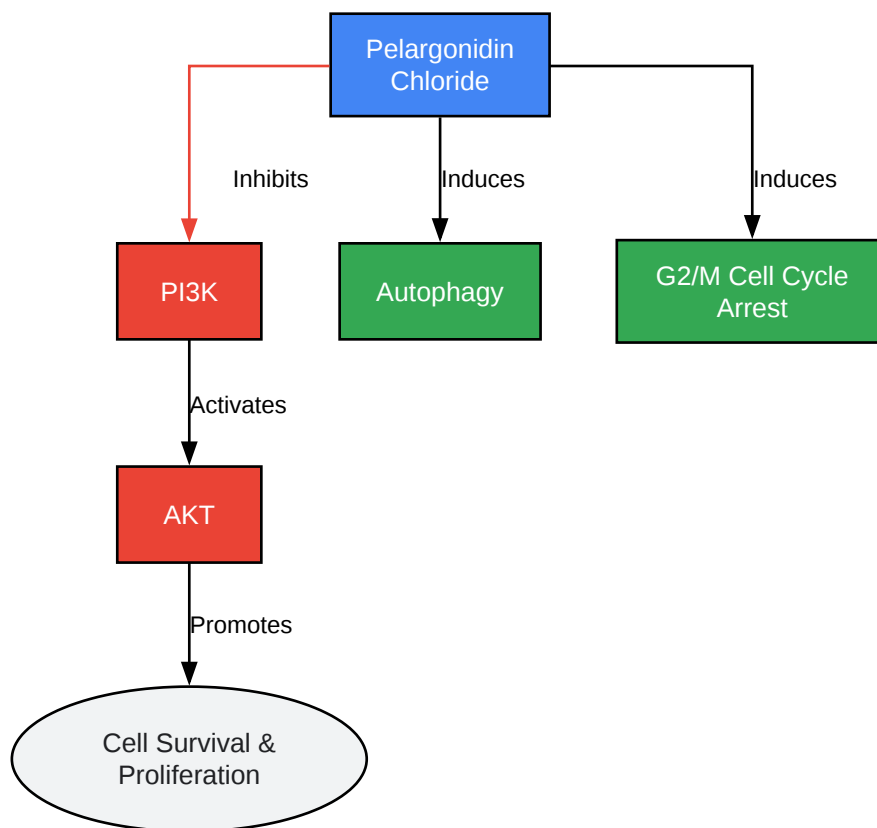 Pelargonidin
Chloride
Inhibits
Induces
Induces
PI3K
Autophagy
G2/M Cell Cycle
Arrest
Activates
AKT
Promotes
Cell Survival &
Proliferation